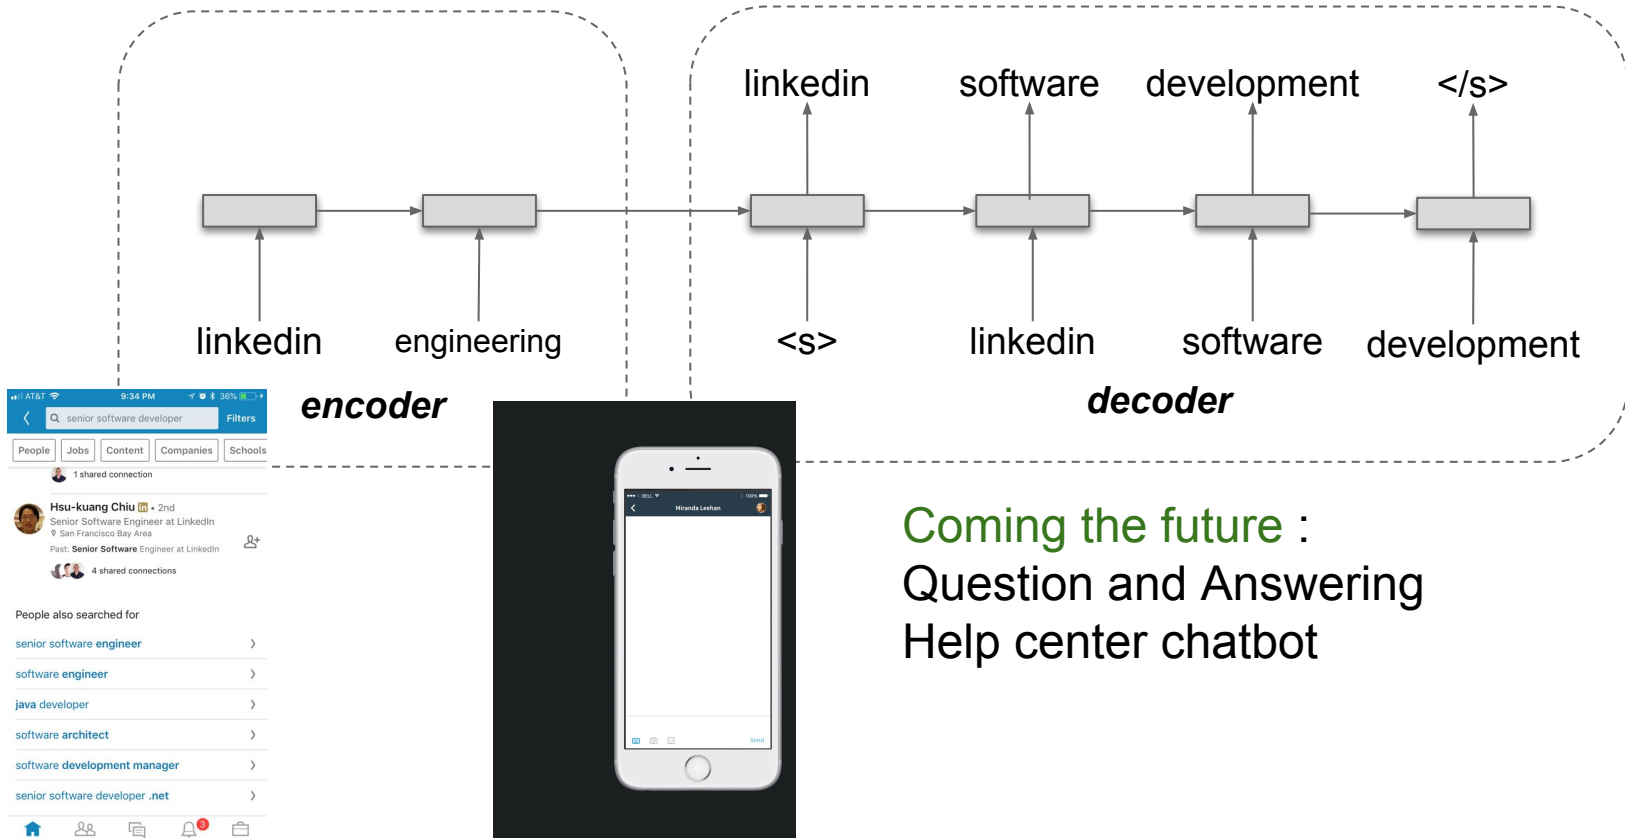 linkedin software development </s>
linkedin engineering <s> linkedin software development
encoder
decoder
AT&T 9:34 PM 36%
senior software developer Filters
People Jobs Content Companies Schools
1 shared connection
Hsu-kuang Chiu in • 2nd
Senior Software Engineer at LinkedIn
San Francisco Bay Area
Past: Senior Software Engineer at LinkedIn
4 shared connections
People also searched for
senior software engineer
software engineer
java developer
software architect
software development manager
senior software developer .net
3
BELL 100%
Miranda Leehan
Send
Coming the future :
Question and Answering
Help center chatbot